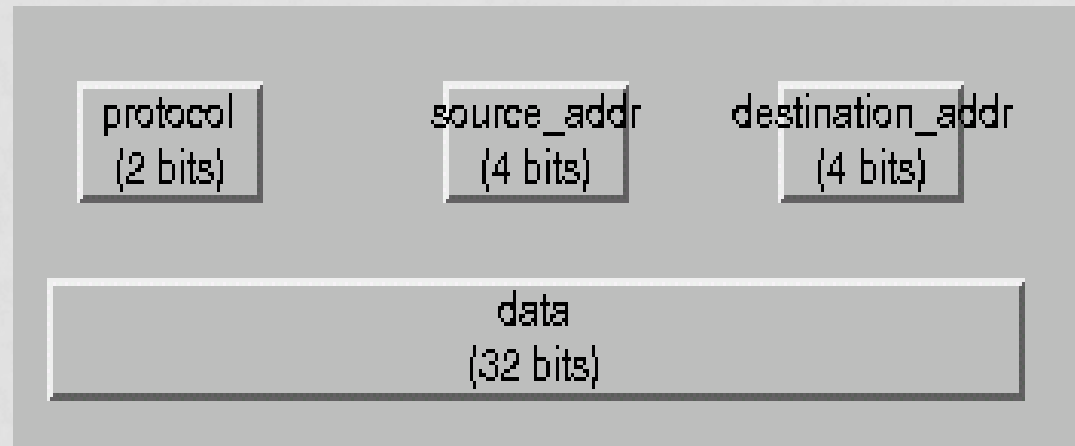 protocol
(2 bits)
source_addr
(4 bits)
destination_addr
(4 bits)
data
(32 bits)